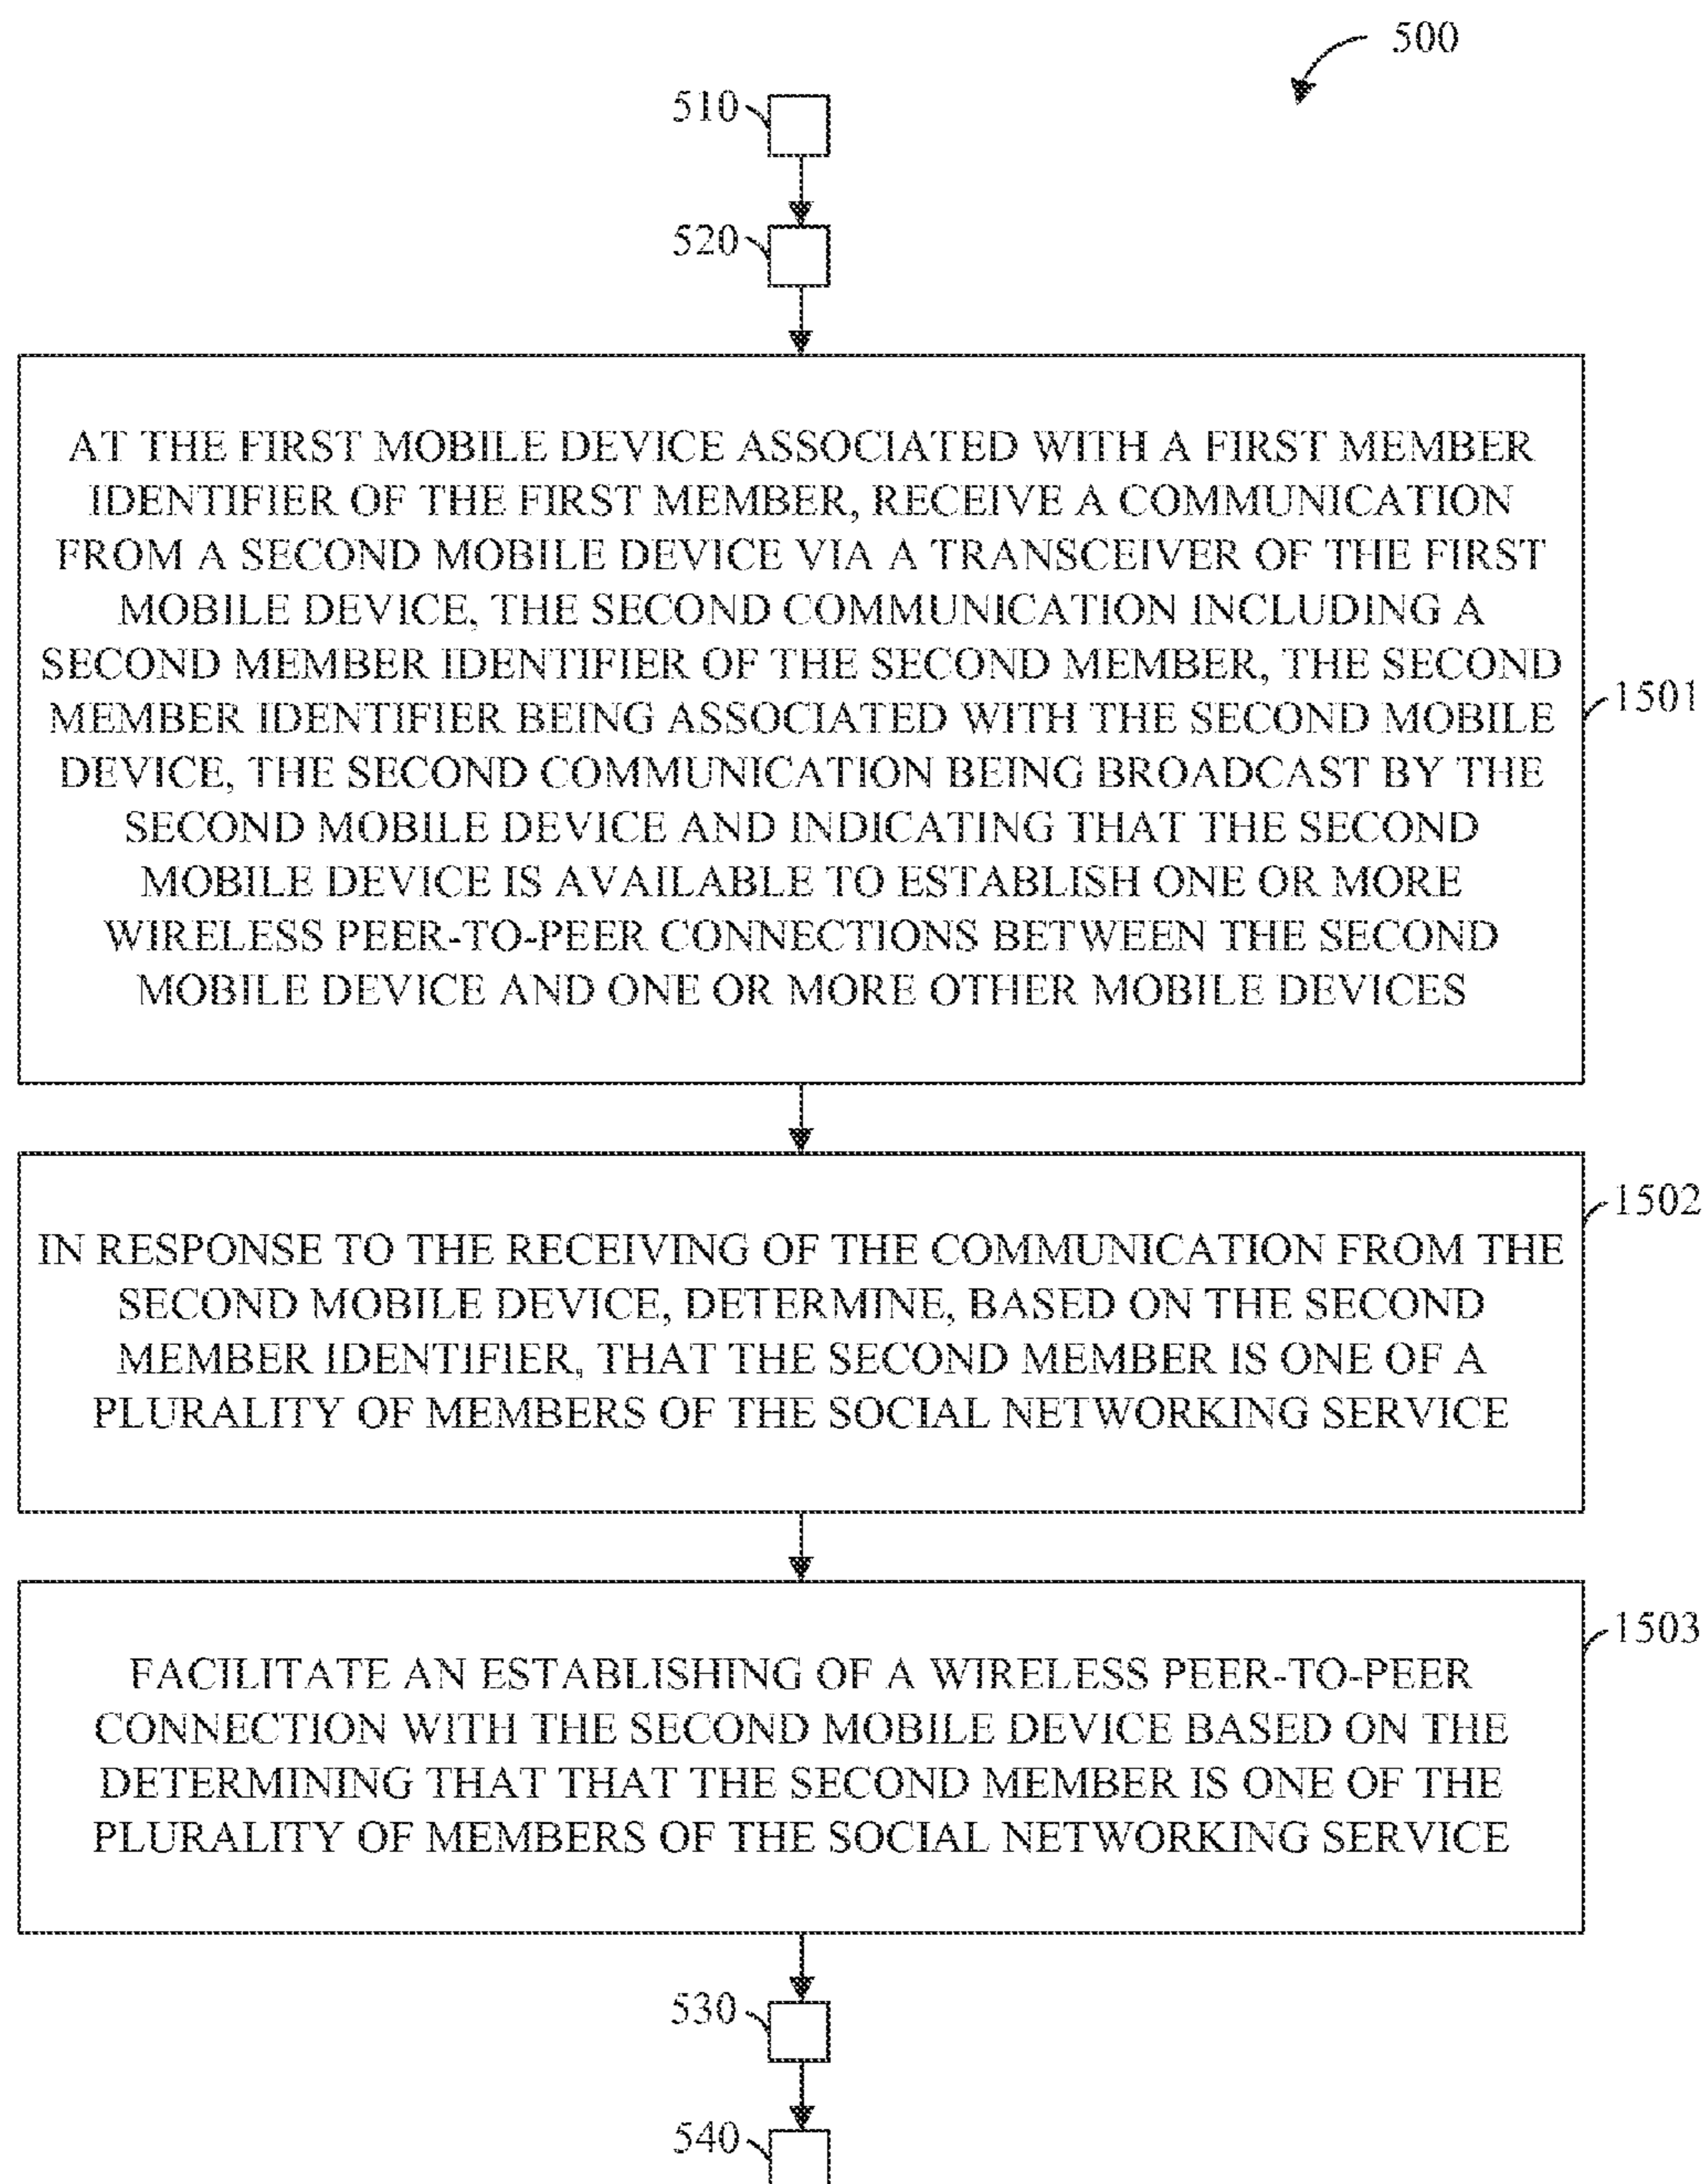 500
510
520
AT THE FIRST MOBILE DEVICE ASSOCIATED WITH A FIRST MEMBER
IDENTIFIER OF THE FIRST MEMBER, RECEIVE A COMMUNICATION
FROM A SECOND MOBILE DEVICE VIA A TRANSCEIVER OF THE FIRST
MOBILE DEVICE, THE SECOND COMMUNICATION INCLUDING A
SECOND MEMBER IDENTIFIER OF THE SECOND MEMBER, THE SECOND
MEMBER IDENTIFIER BEING ASSOCIATED WITH THE SECOND MOBILE
DEVICE, THE SECOND COMMUNICATION BEING BROADCAST BY THE
SECOND MOBILE DEVICE AND INDICATING THAT THE SECOND
MOBILE DEVICE IS AVAILABLE TO ESTABLISH ONE OR MORE
WIRELESS PEER-TO-PEER CONNECTIONS BETWEEN THE SECOND
MOBILE DEVICE AND ONE OR MORE OTHER MOBILE DEVICES
1501
IN RESPONSE TO THE RECEIVING OF THE COMMUNICATION FROM THE
SECOND MOBILE DEVICE, DETERMINE, BASED ON THE SECOND
MEMBER IDENTIFIER, THAT THE SECOND MEMBER IS ONE OF A
PLURALITY OF MEMBERS OF THE SOCIAL NETWORKING SERVICE
1502
FACILITATE AN ESTABLISHING OF A WIRELESS PEER-TO-PEER
CONNECTION WITH THE SECOND MOBILE DEVICE BASED ON THE
DETERMINING THAT THAT THE SECOND MEMBER IS ONE OF THE
PLURALITY OF MEMBERS OF THE SOCIAL NETWORKING SERVICE
1503
530
540